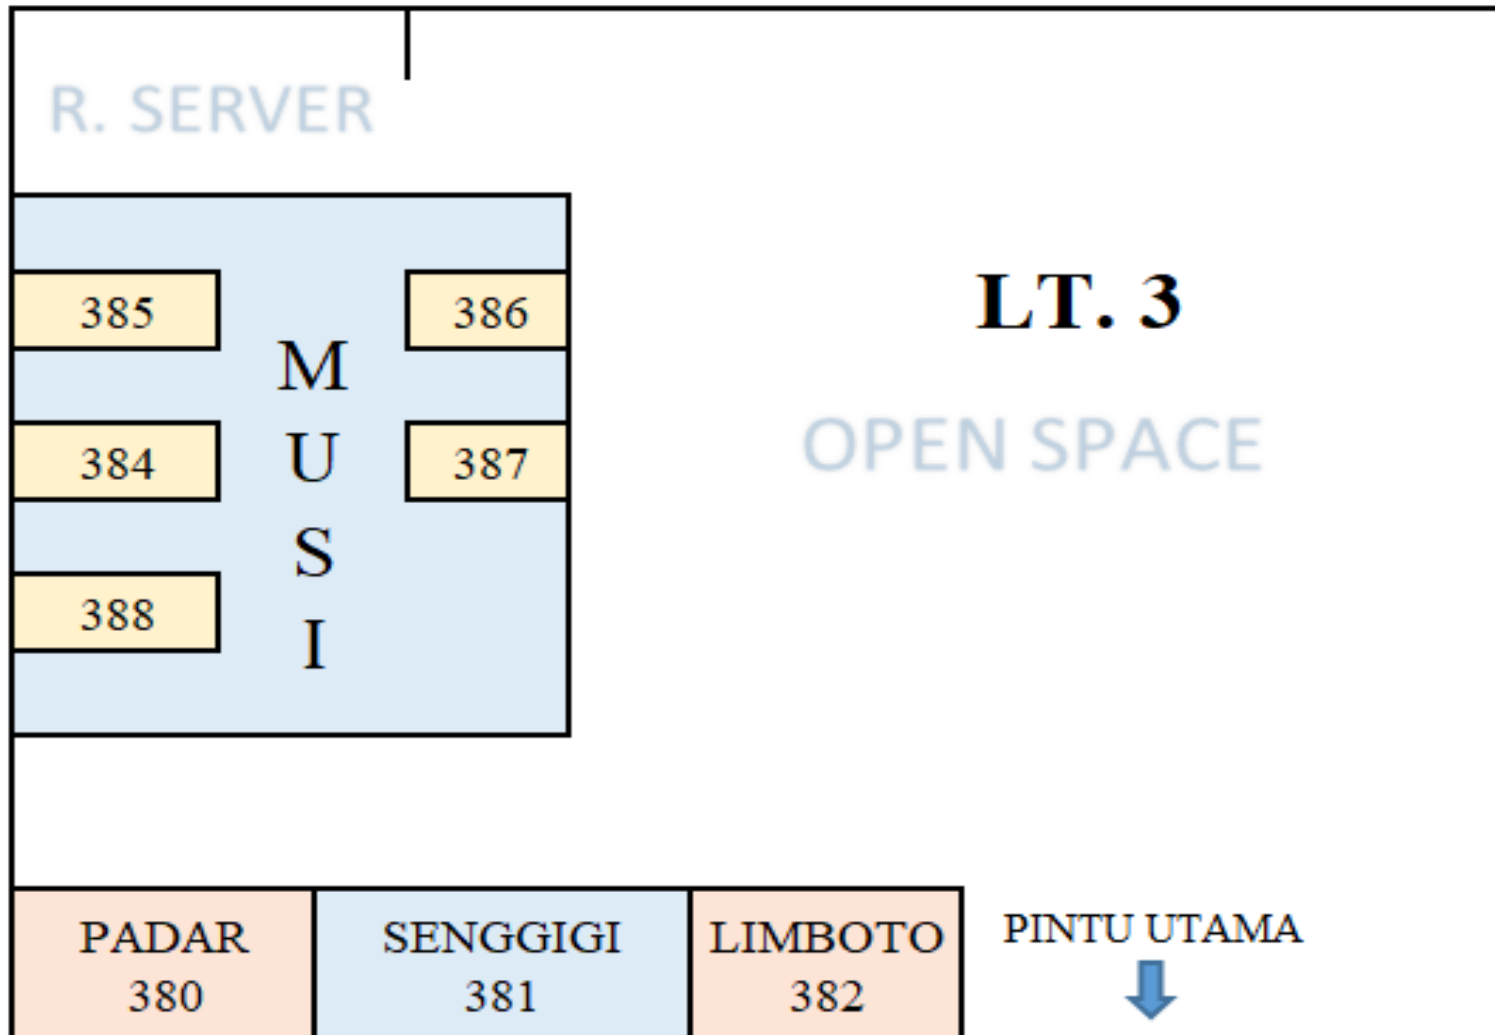 R. SERVER
385
386
LT. 3
M
U
S
I
384
387
OPEN SPACE
388
PADAR
380
SENGGIGI
381
LIMBOTO
382
PINTU UTAMA